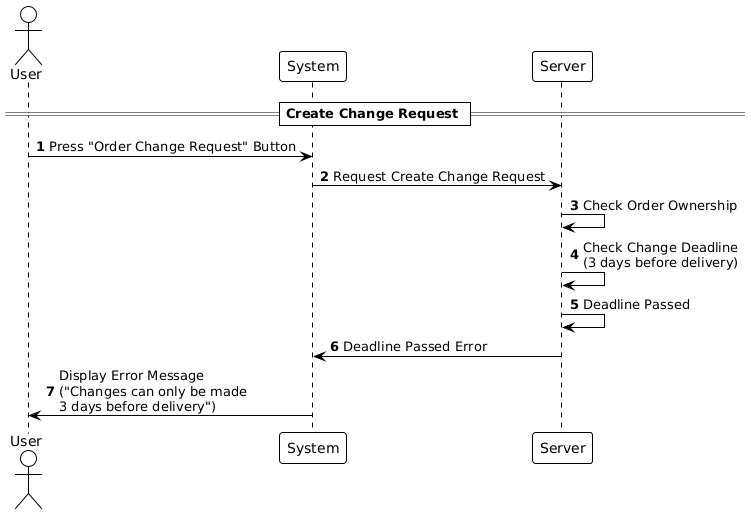 User
System
Server
Create Change Request
1 Press "Order Change Request" Button
2 Request Create Change Request
3 Check Order Ownership
4 Check Change Deadline
(3 days before delivery)
5 Deadline Passed
6 Deadline Passed Error
Display Error Message
7 ("Changes can only be made
3 days before delivery")
User
System
Server